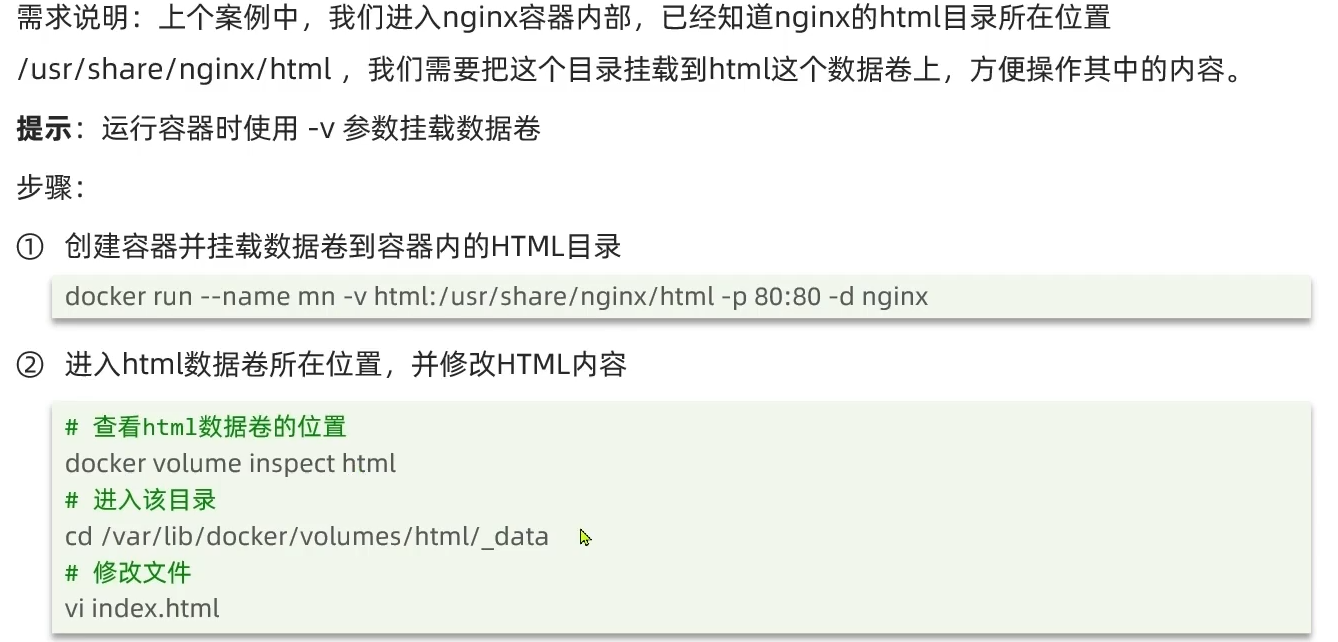 需求说明：上个案例中，我们进入nginx容器内部，已经知道nginx的html目录所在位置
/usr/share/nginx/html ，我们需要把这个目录挂载到html这个数据卷上，方便操作其中的内容。
提示：运行容器时使用 -v 参数挂载数据卷
步骤：
① 创建容器并挂载数据卷到容器内的HTML目录
docker run --name mn -v html:/usr/share/nginx/html -p 80:80 -d nginx
② 进入html数据卷所在位置，并修改HTML内容
# 查看html数据卷的位置
docker volume inspect html
# 进入该目录
cd /var/lib/docker/volumes/html/_data
# 修改文件
vi index.html